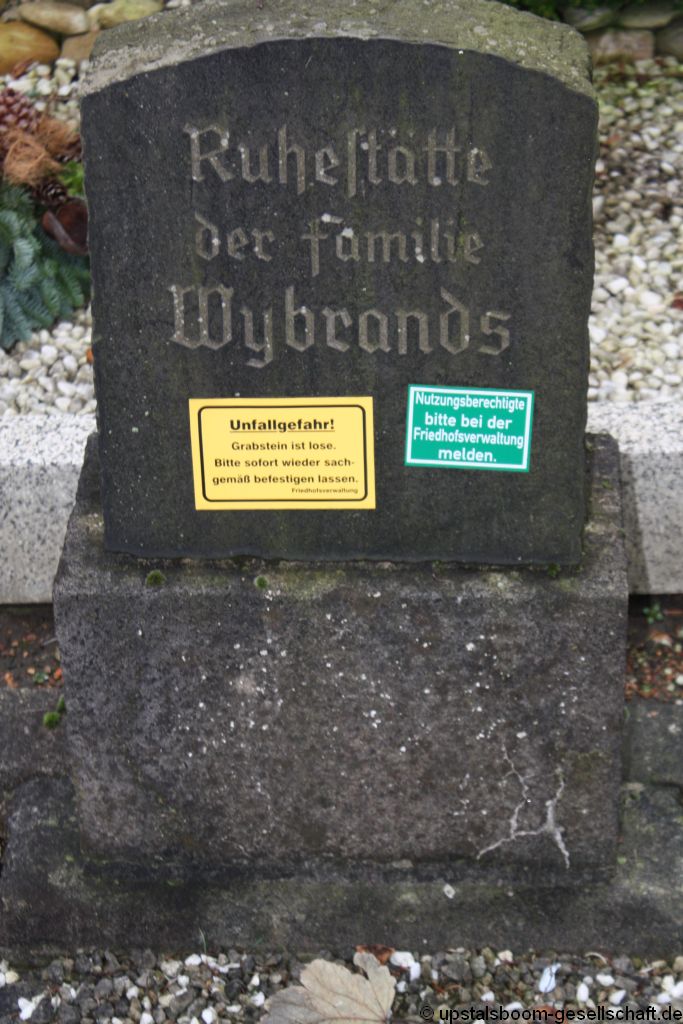 Ruhestätte
der Familie
Wybrands
Unfallgefahr!
Grabstein ist lose.
Bitte sofort wieder sach-
gemäß befestigen lassen.
Friedhofsverwaltung
Nutzungsberechtigte
bitte bei der
Friedhofsverwaltung
melden.
© upstalsboom-gesellschaft.de